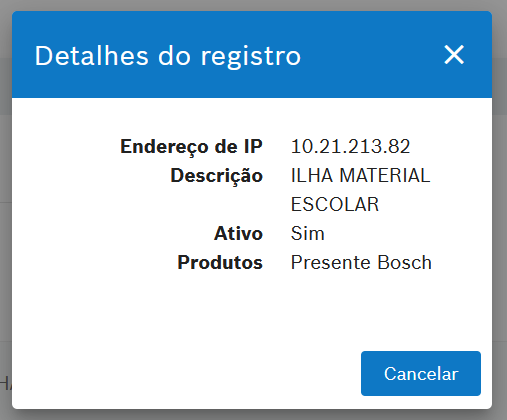 Detalhes do registro
Endereço de IP 10.21.213.82
Descrição ILHA MATERIAL
ESCOLAR
Ativo Sim
Produtos Presente Bosch
Cancelar